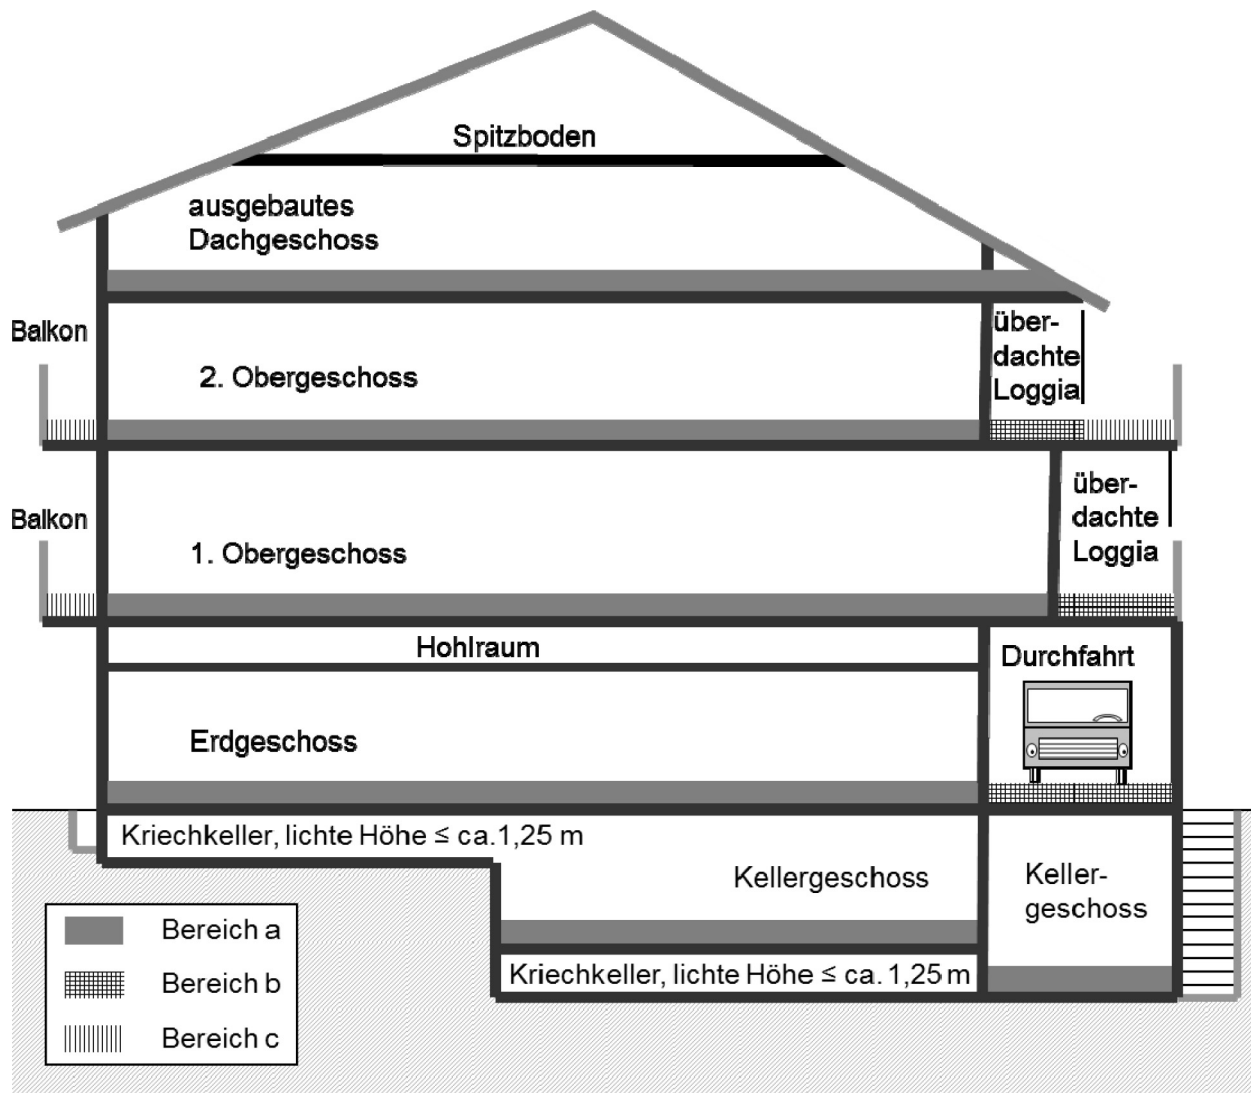 Spitzboden
ausgebautes
Dachgeschoss
Balkon
2. Obergeschoss
über-
dachte
Loggia
Balkon
1. Obergeschoss
über-
dachte
Loggia
Hohlraum
Durchfahrt
Erdgeschoss
Kriechkeller, lichte Höhe ≤ ca.1,25 m
Kellergeschoss
Keller-
geschoss
Kriechkeller, lichte Höhe ≤ ca. 1,25 m
Bereich a
Bereich b
Bereich c